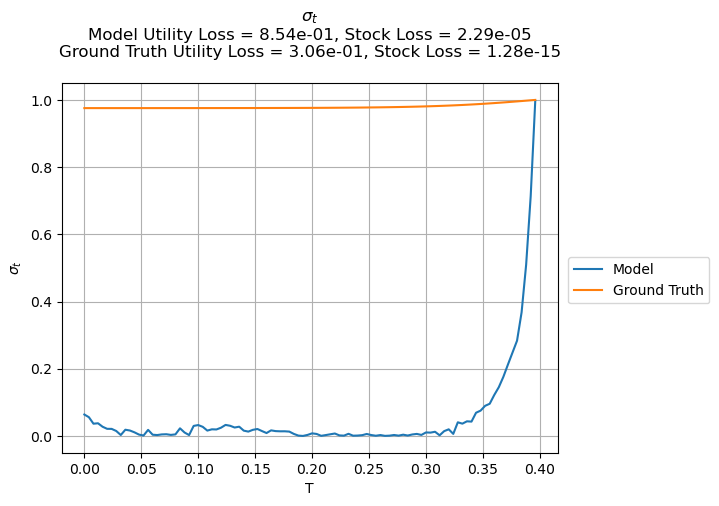 σt
Model Utility Loss = 8.54e-01, Stock Loss = 2.29e-05
Ground Truth Utility Loss = 3.06e-01, Stock Loss = 1.28e-15
1.0
0.8
0.6
0.4
0.2
0.0
σt
0.00 0.05 0.10 0.15 0.20 0.25 0.30 0.35 0.40
T
Model
Ground Truth